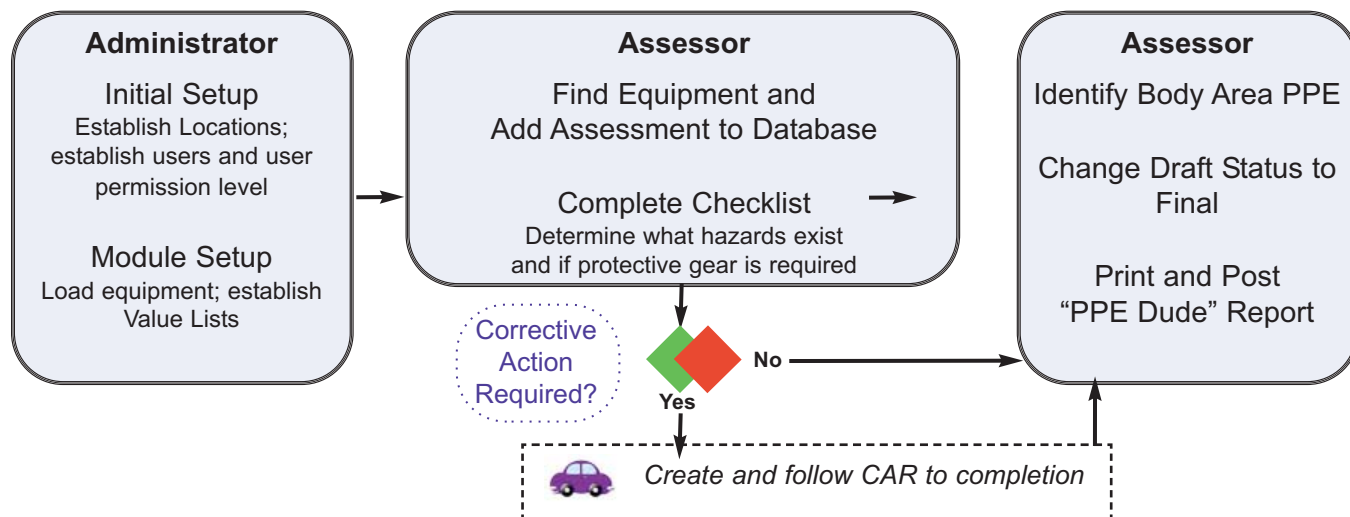 Administrator
Initial Setup
Establish Locations;
establish users and user
permission level
Module Setup
Load equipment; establish
Value Lists
Assessor
Find Equipment and
Add Assessment to Database
Complete Checklist
Determine what hazards exist
and if protective gear is required
Corrective
Action
Required?
No
Yes
Create and follow CAR to completion
Assessor
Identify Body Area PPE
Change Draft Status to
Final
Print and Post
“PPE Dude” Report